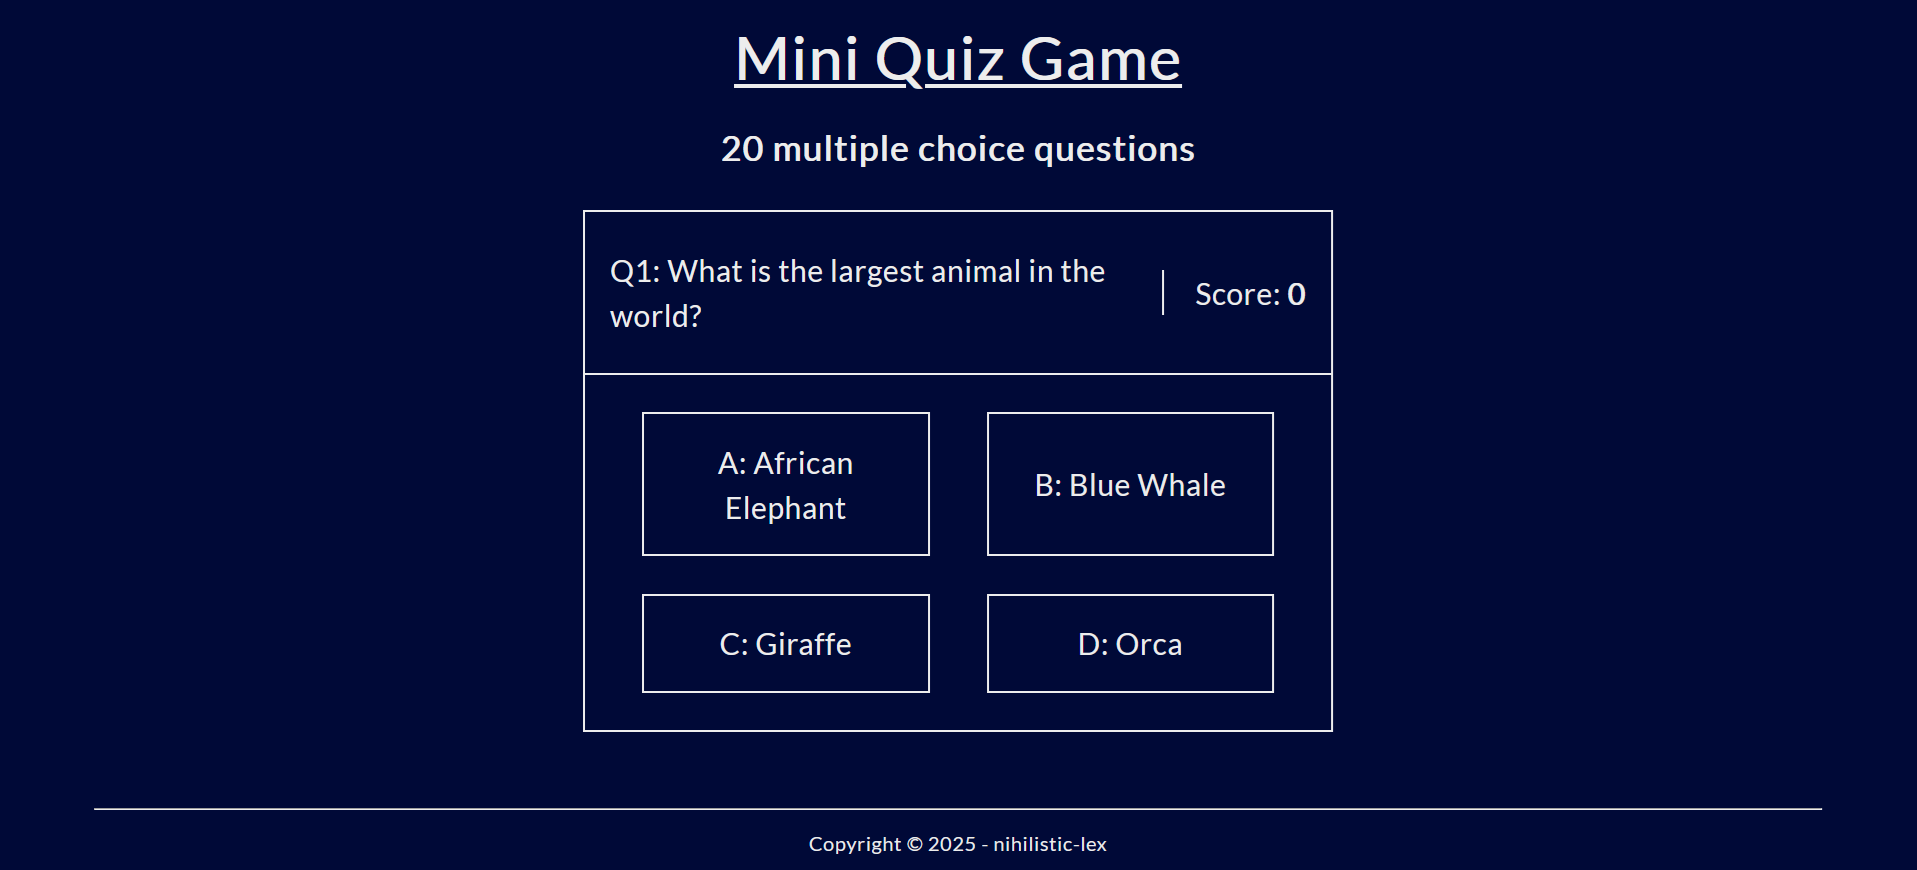 Mini Quiz Game
20 multiple choice questions
Q1: What is the largest animal in the
world?
Score: 0
A: African
Elephant
B: Blue Whale
C: Giraffe
D: Orca
Copyright © 2025 - nihilistic-lex